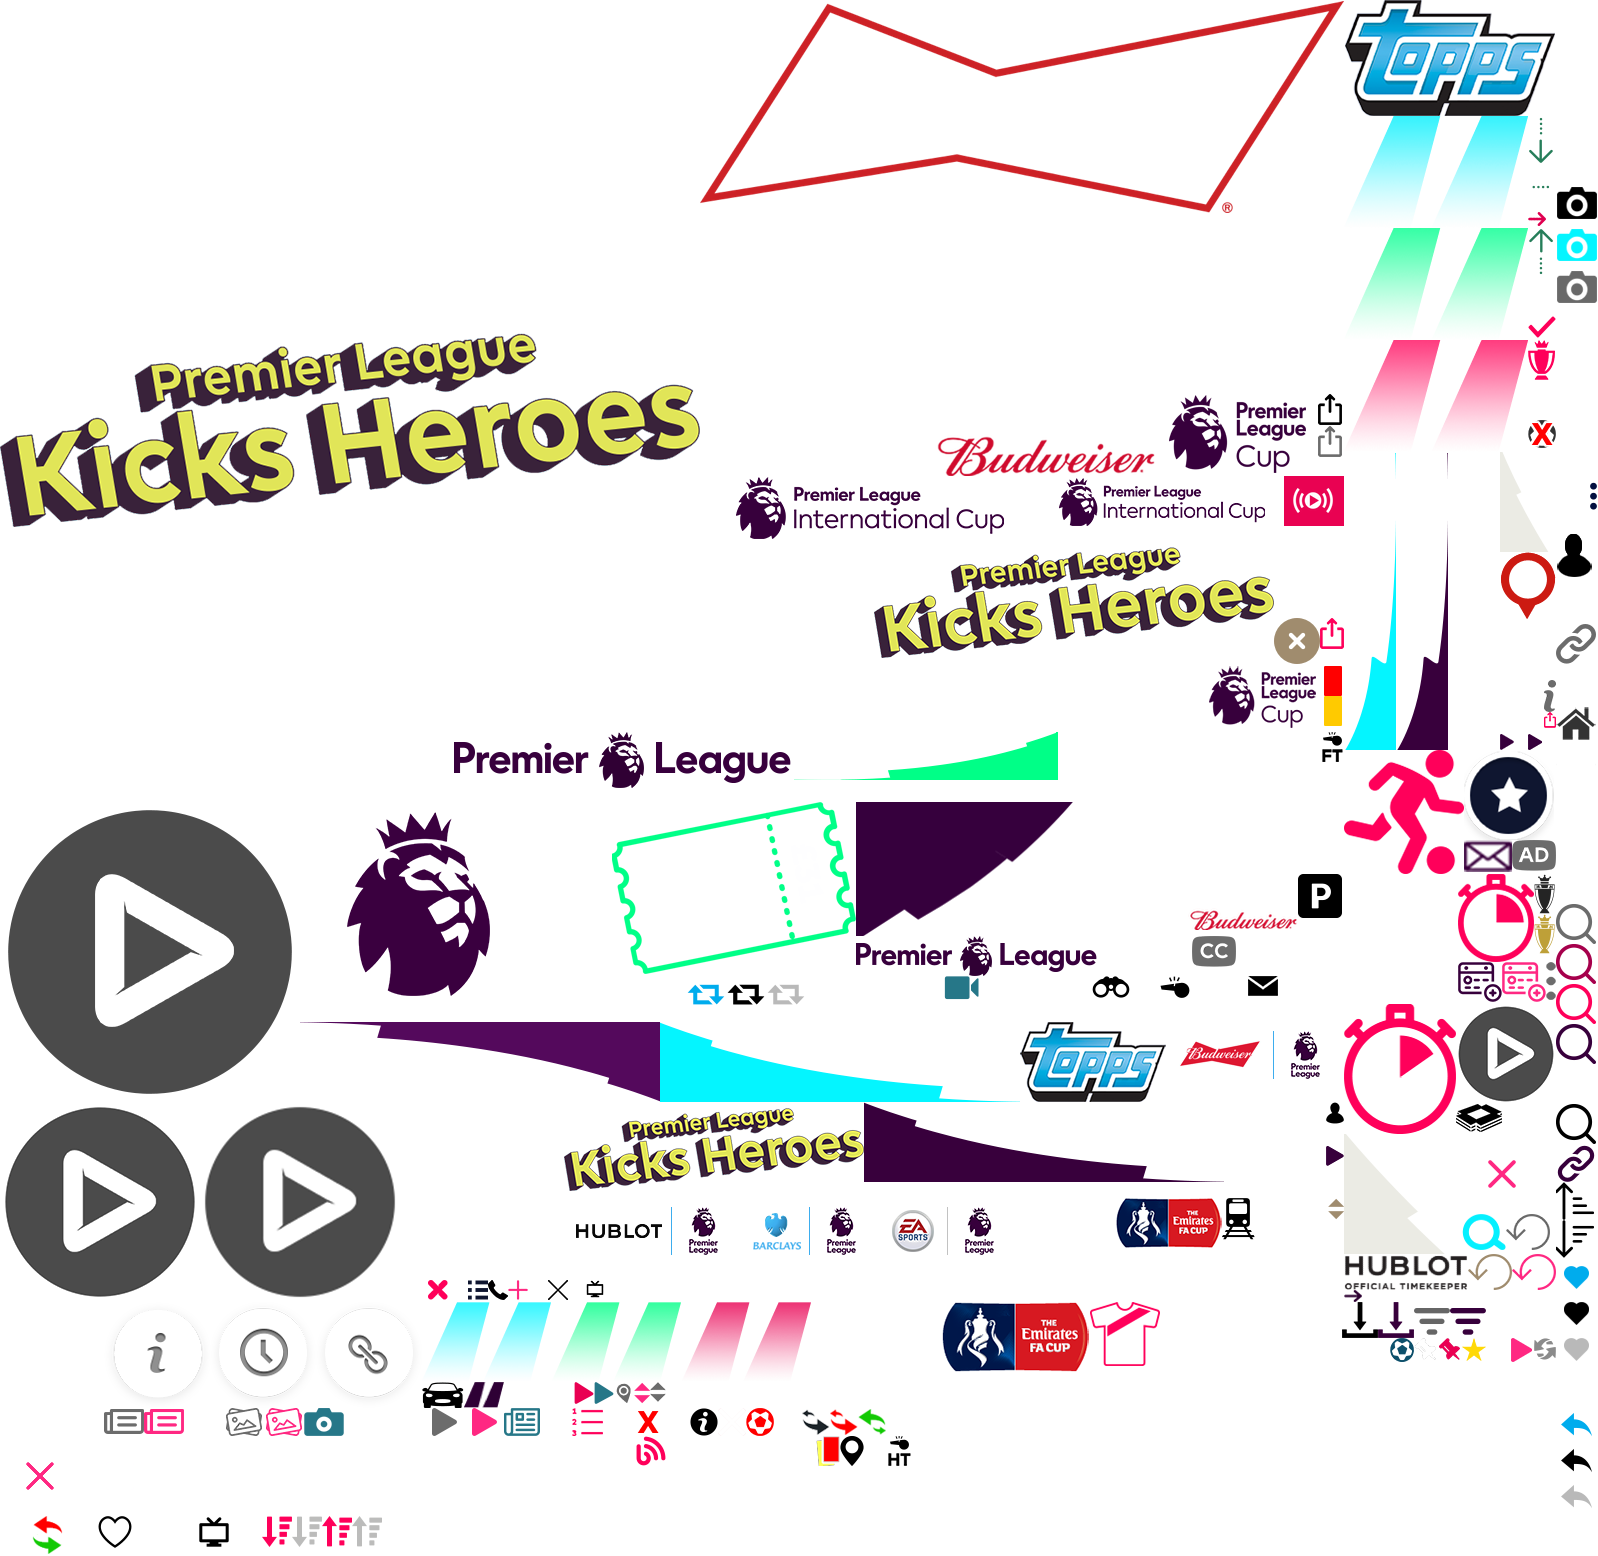 topps
®
Premier League
Kicks Heroes
Premier
League
Cup
Budweiser
Premier League
International Cup
Premier League
International Cup
X
Premier League
Kicks Heroes
Premier
League
Cup
FT
Premier League
AD
P
Budweiser
CC
Premier League
topps
Budweiser
Premier
League
Premier League
Kicks Heroes
HUBLOT
Premier
League
BARCLAYS
Premier
League
EA
SPORTS
Premier
League
THE
Emirates
FA CUP
HUBLOT
OFFICIAL TIMEKEEPER
THE
Emirates
FA CUP
i
i
1
2
3
X
i
HT